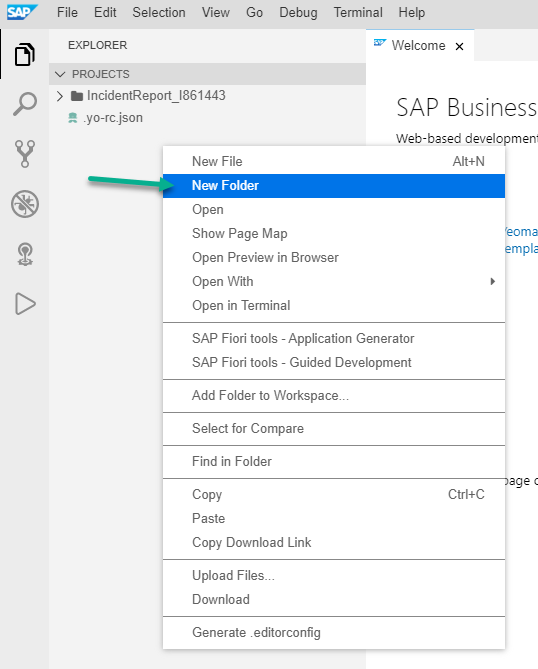 SAP File Edit Selection View Go Debug Terminal Help
EXPLORER
Welcome
PROJECTS
IncidentReport_I861443
.yo-rc.json
SAP Business
Web-based development
New File Alt+N
New Folder
Open
Show Page Map
Open Preview in Browser
Open With
Open in Terminal
SAP Fiori tools - Application Generator
SAP Fiori tools - Guided Development
Add Folder to Workspace...
Select for Compare
Find in Folder
Copy Ctrl+C
Paste
Copy Download Link
Upload Files...
Download
Generate .editorconfig